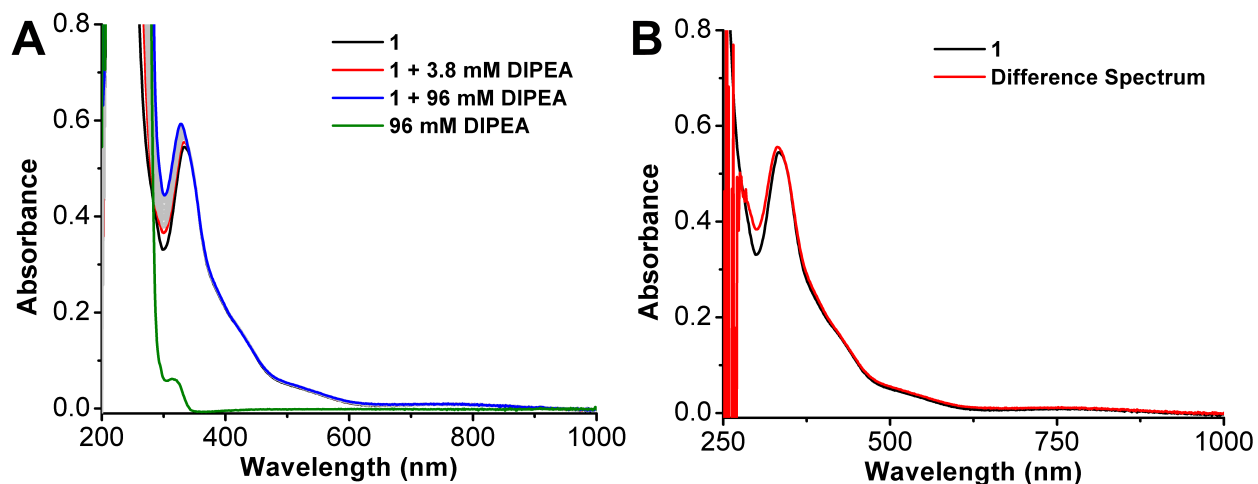 A
0.8
0.6
0.4
0.2
0.0
Absorbance
1
1 + 3.8 mM DIPEA
1 + 96 mM DIPEA
96 mM DIPEA
200 400 600 800 1000
Wavelength (nm)
B
0.8
0.6
0.4
0.2
0.0
Absorbance
1
Difference Spectrum
250 500 750 1000
Wavelength (nm)